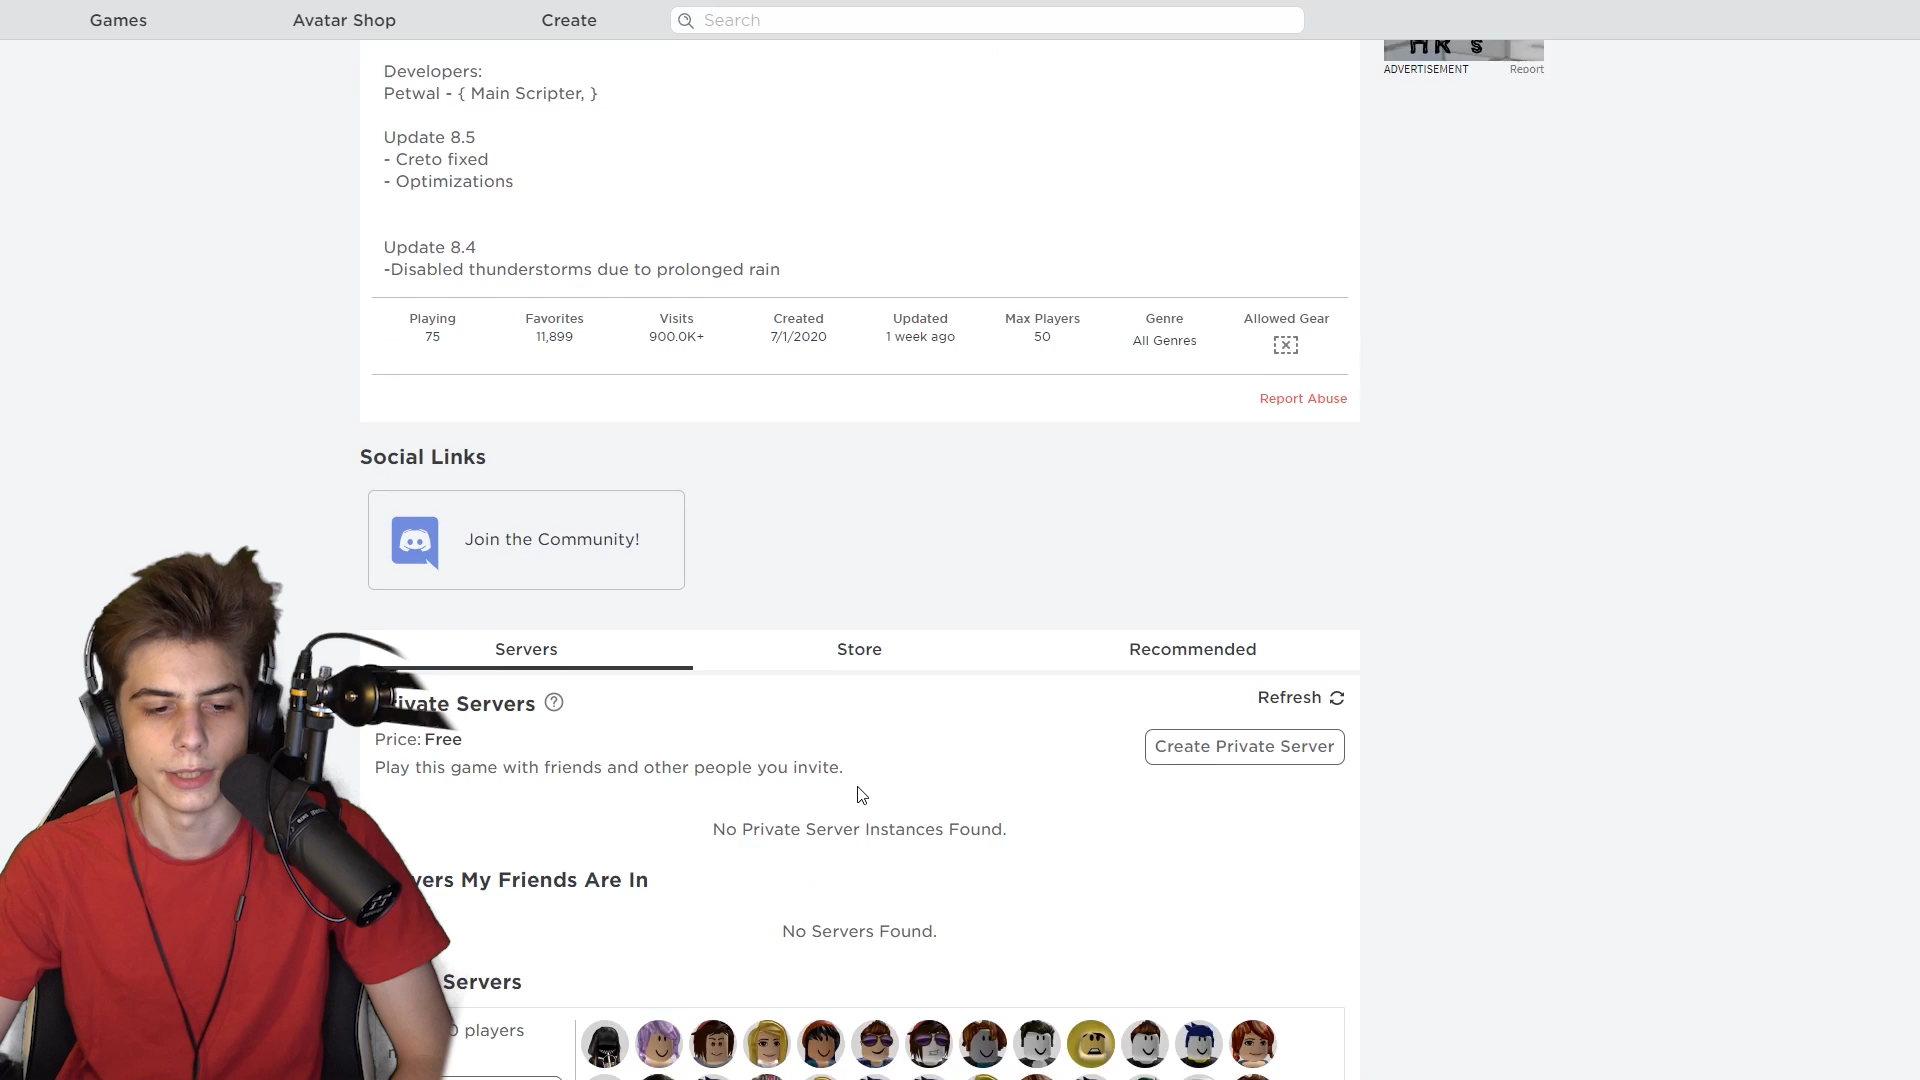 Games
Avatar Shop
Create
Search
ADVERTISEMENT
Report
Developers:
Petwal - { Main Scripter, }
Update 8.5
- Creto fixed
- Optimizations
Update 8.4
-Disabled thunderstorms due to prolonged rain
Playing
Favorites
Visits
Created
Updated
Max Players
Genre
Allowed Gear
75
11,899
900.0K+
7/1/2020
1 week ago
50
All Genres
Report Abuse
Social Links
Join the Community!
Servers
Store
Recommended
ivate Servers
Refresh
Price: Free
Create Private Server
Play this game with friends and other people you invite.
No Private Server Instances Found.
vers My Friends Are In
No Servers Found.
Servers
players